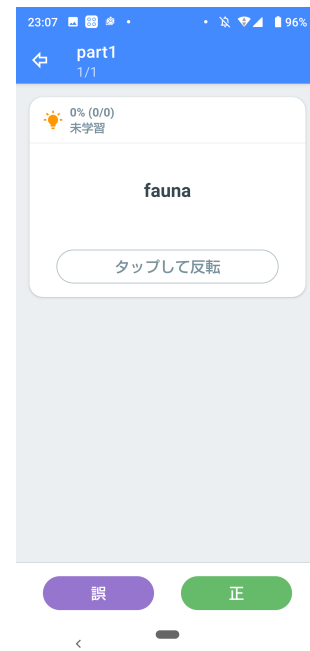 23:07 96%
part1
1/1
0% (0/0)
未学習
fauna
タップして反転
誤 正